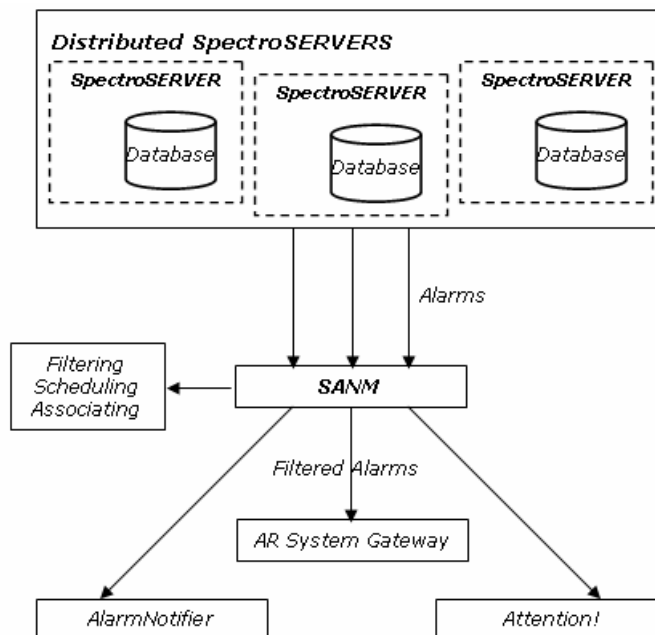 Distributed SpectroSERVERS
SpectroSERVER
SpectroSERVER
SpectroSERVER
Database
Database
Database
Alarms
Filtering
Scheduling
Associating
SANM
Filtered Alarms
AR System Gateway
AlarmNotifier
Attention!